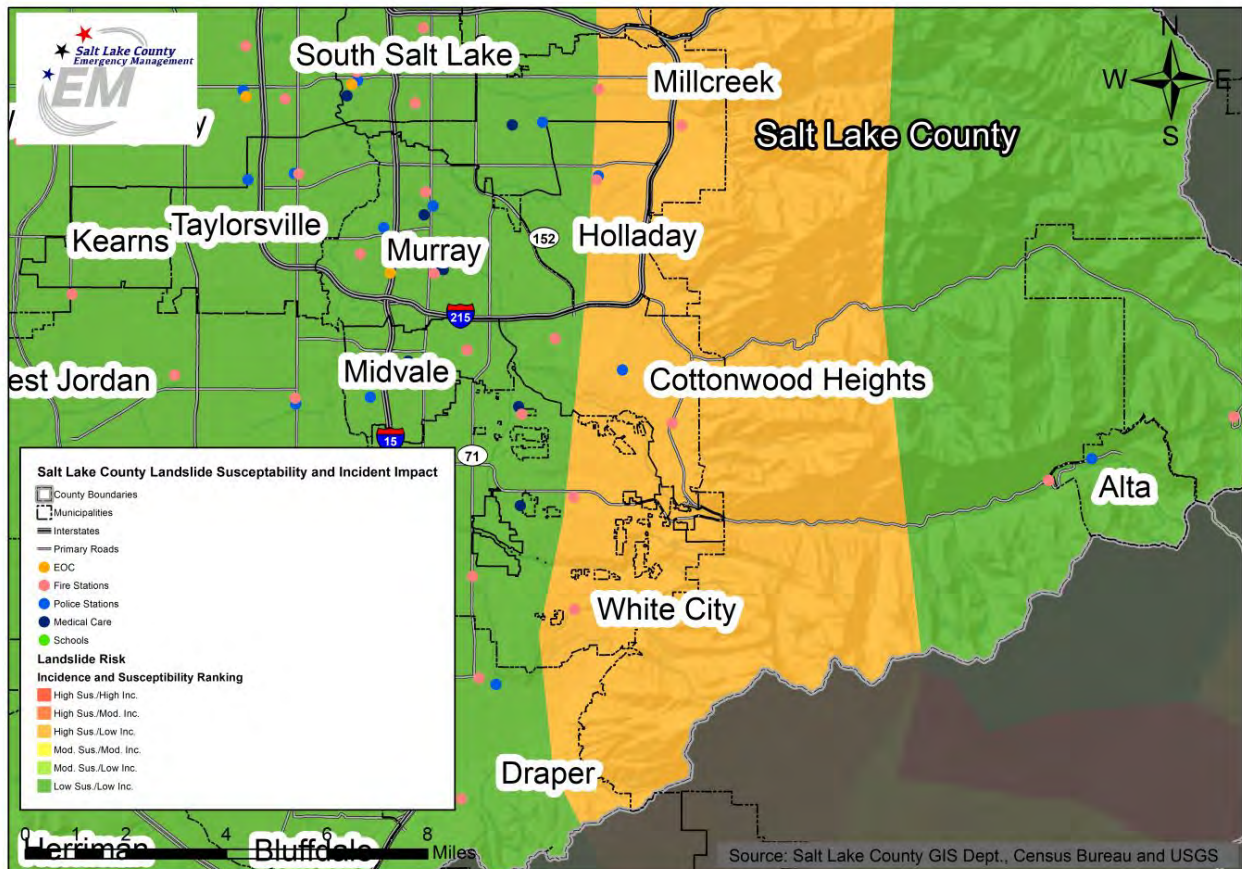 Salt Lake County
Emergency Management
EM
N
W
E
S
South Salt Lake
Millcreek
Salt Lake County
Taylorsville
Kearns
Murray
152
Holladay
215
est Jordan
Midvale
Cottonwood Heights
15
71
Alta
White City
Draper
Salt Lake County Landslide Susceptability and Incident Impact
County Boundaries
Municipalities
Interstates
Primary Roads
EOC
Fire Stations
Police Stations
Medical Care
Schools
Landslide Risk
Incidence and Susceptibility Ranking
High Sus./High Inc.
High Sus./Mod. Inc.
High Sus./Low Inc.
Mod. Sus./Mod. Inc.
Mod. Sus./Low Inc.
Low Sus./Low Inc.
0 1 2 4 6 8
Miles
Herriman
Bluffdale
Source: Salt Lake County GIS Dept., Census Bureau and USGS